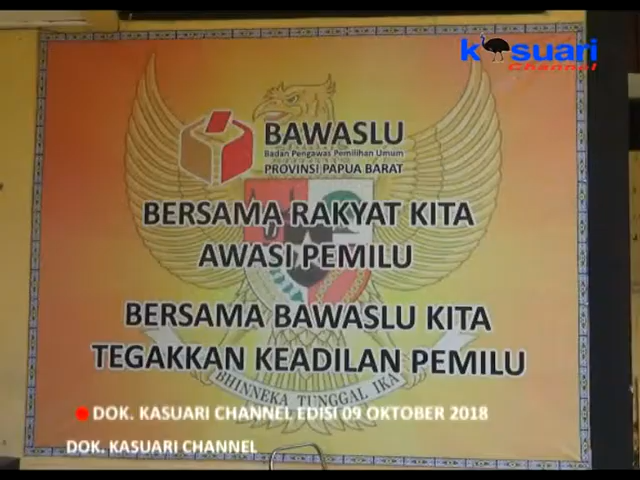 kasuari
Channel
BAWASLU
Badan Pengawas Pemilihan Umum
PROVINSI PAPUA BARAT
BERSAMA RAKYAT KITA
AWASI PEMILU
BERSAMA BAWASLU KITA
TEGAKKAN KEADILAN PEMILU
BHINNEKA TUNGGAL IKA
DOK. KASUARI CHANNEL EDISI 09 OKTOBER 2018
DOK. KASUARI CHANNEL